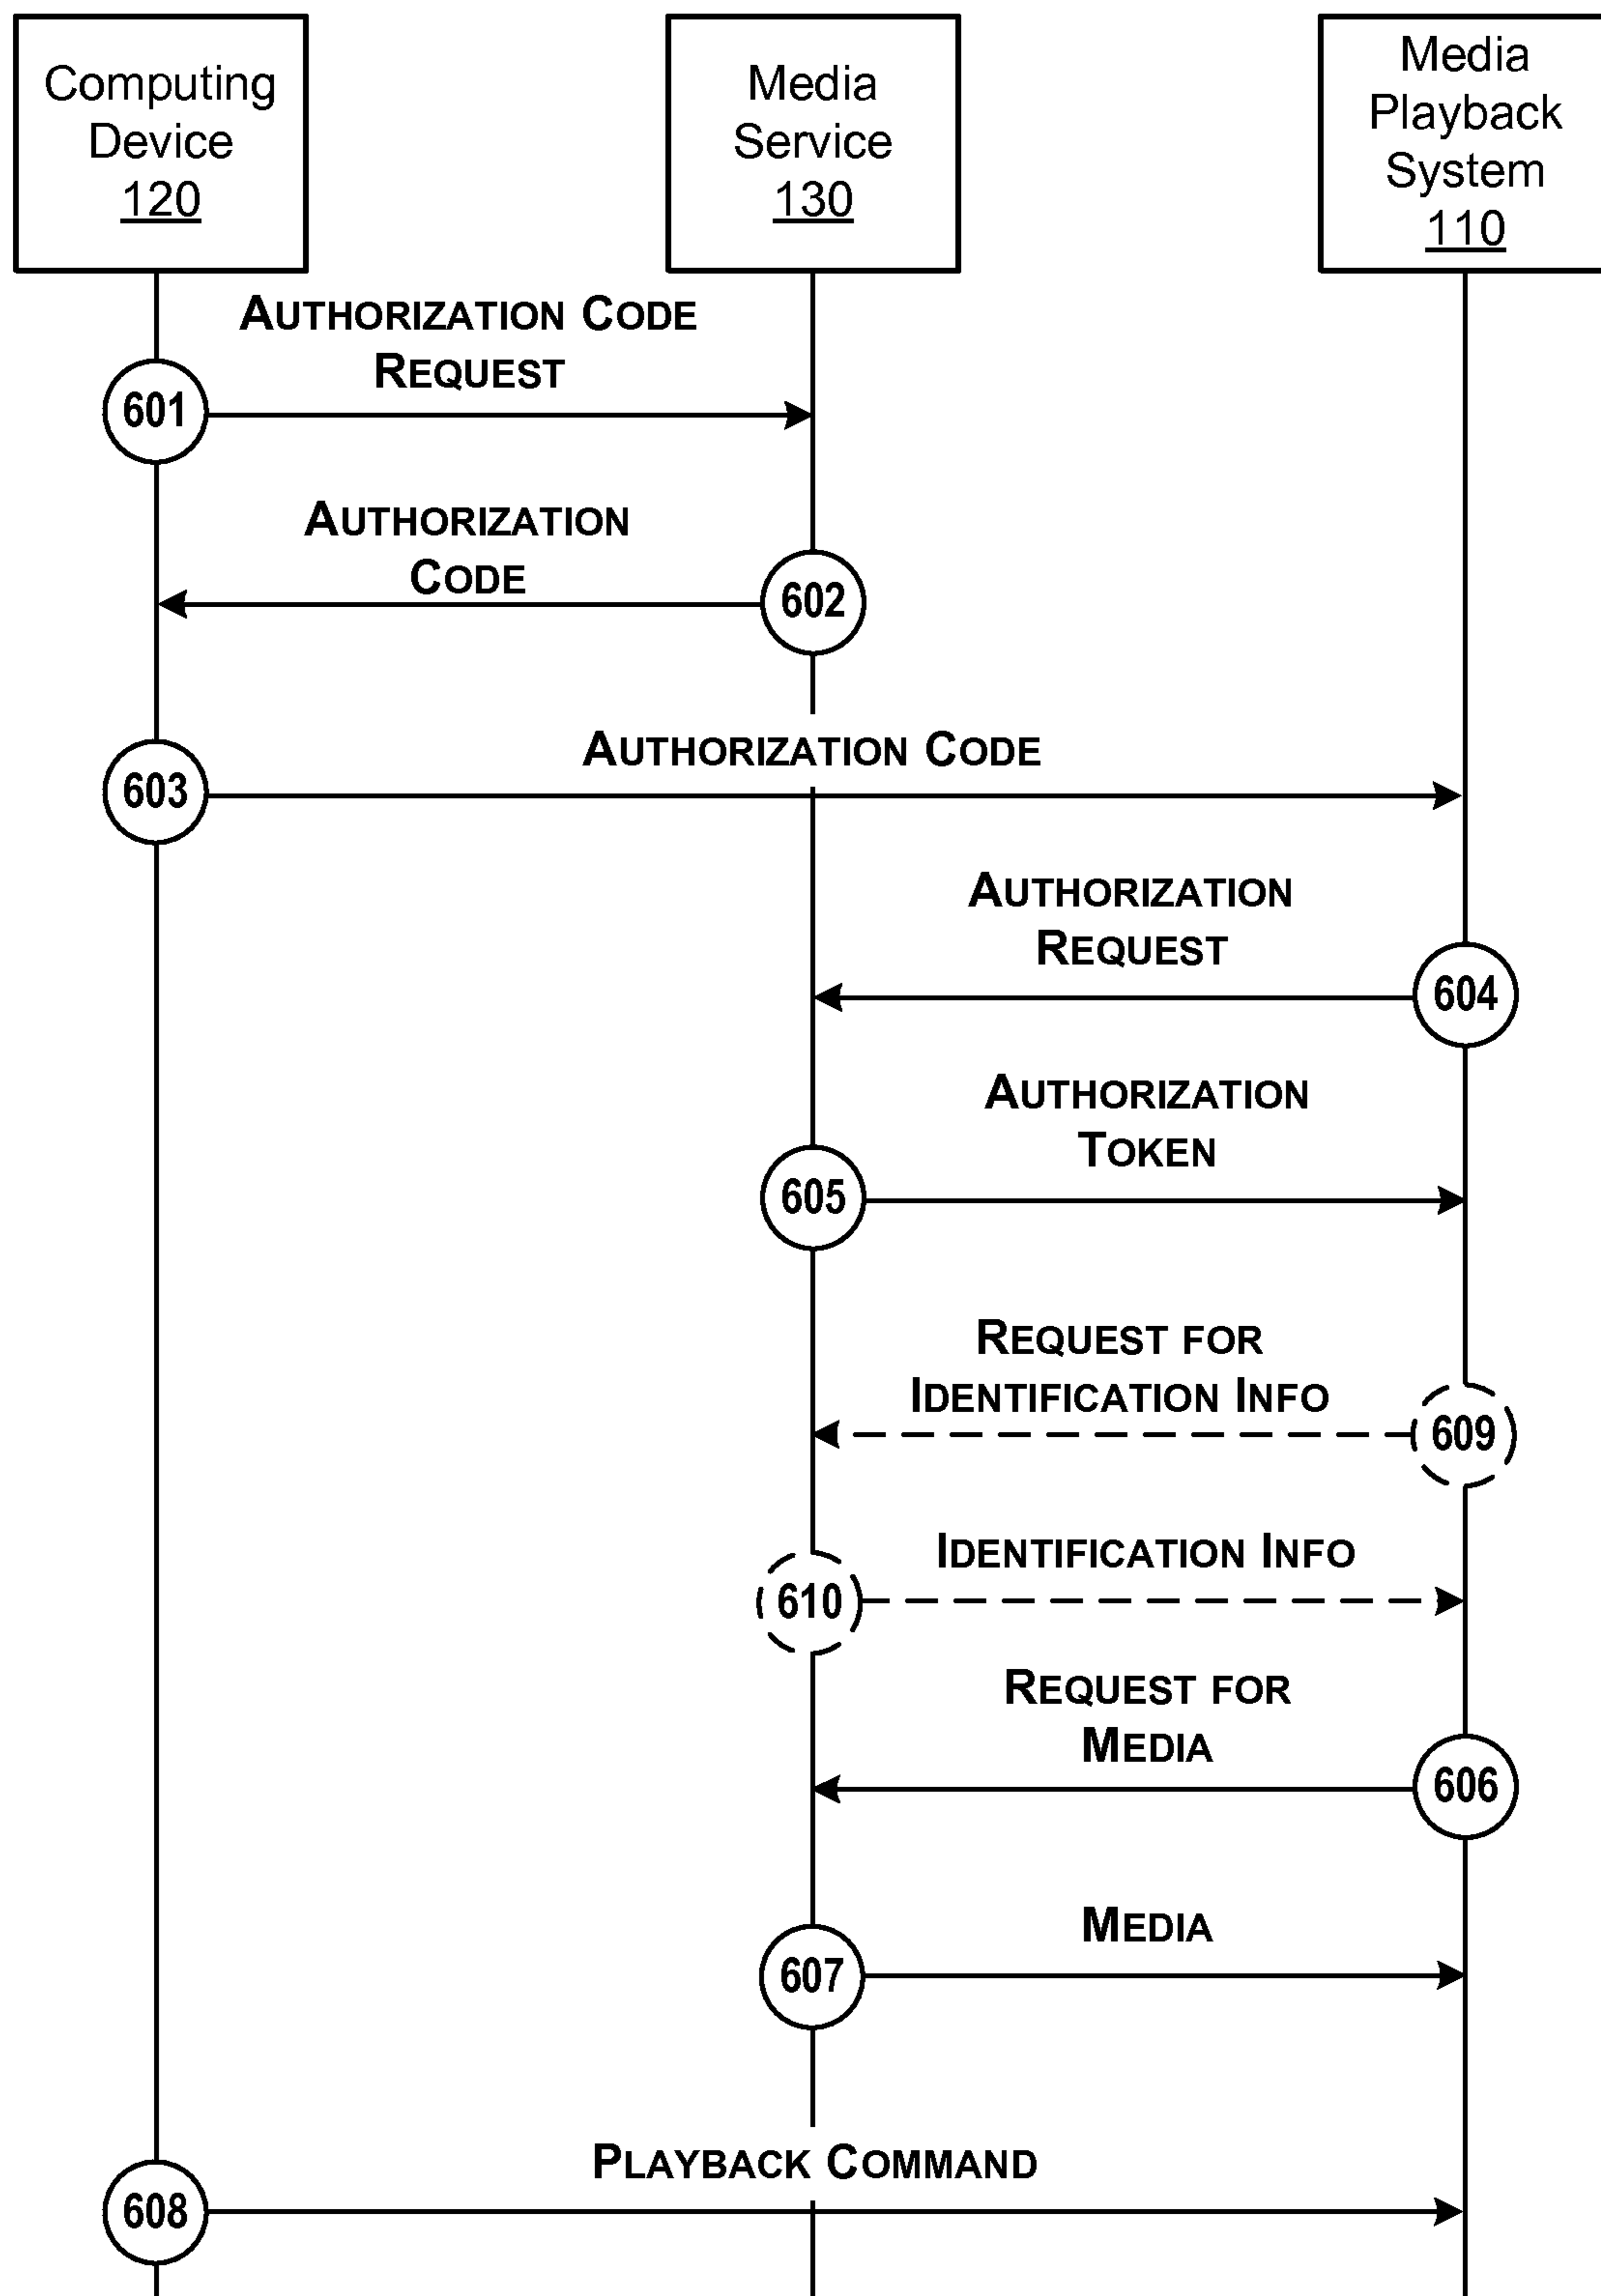 Computing
Device
120
Media
Service
130
Media
Playback
System
110
AUTHORIZATION CODE
REQUEST
601
AUTHORIZATION
CODE
602
AUTHORIZATION CODE
603
AUTHORIZATION
REQUEST
604
AUTHORIZATION
TOKEN
605
REQUEST FOR
IDENTIFICATION INFO
609
IDENTIFICATION INFO
610
REQUEST FOR
MEDIA
606
MEDIA
607
PLAYBACK COMMAND
608